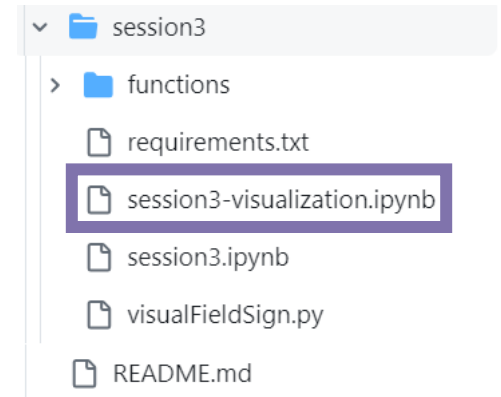 session3
functions
requirements.txt
session3-visualization.ipynb
session3.ipynb
visualFieldSign.py
README.md